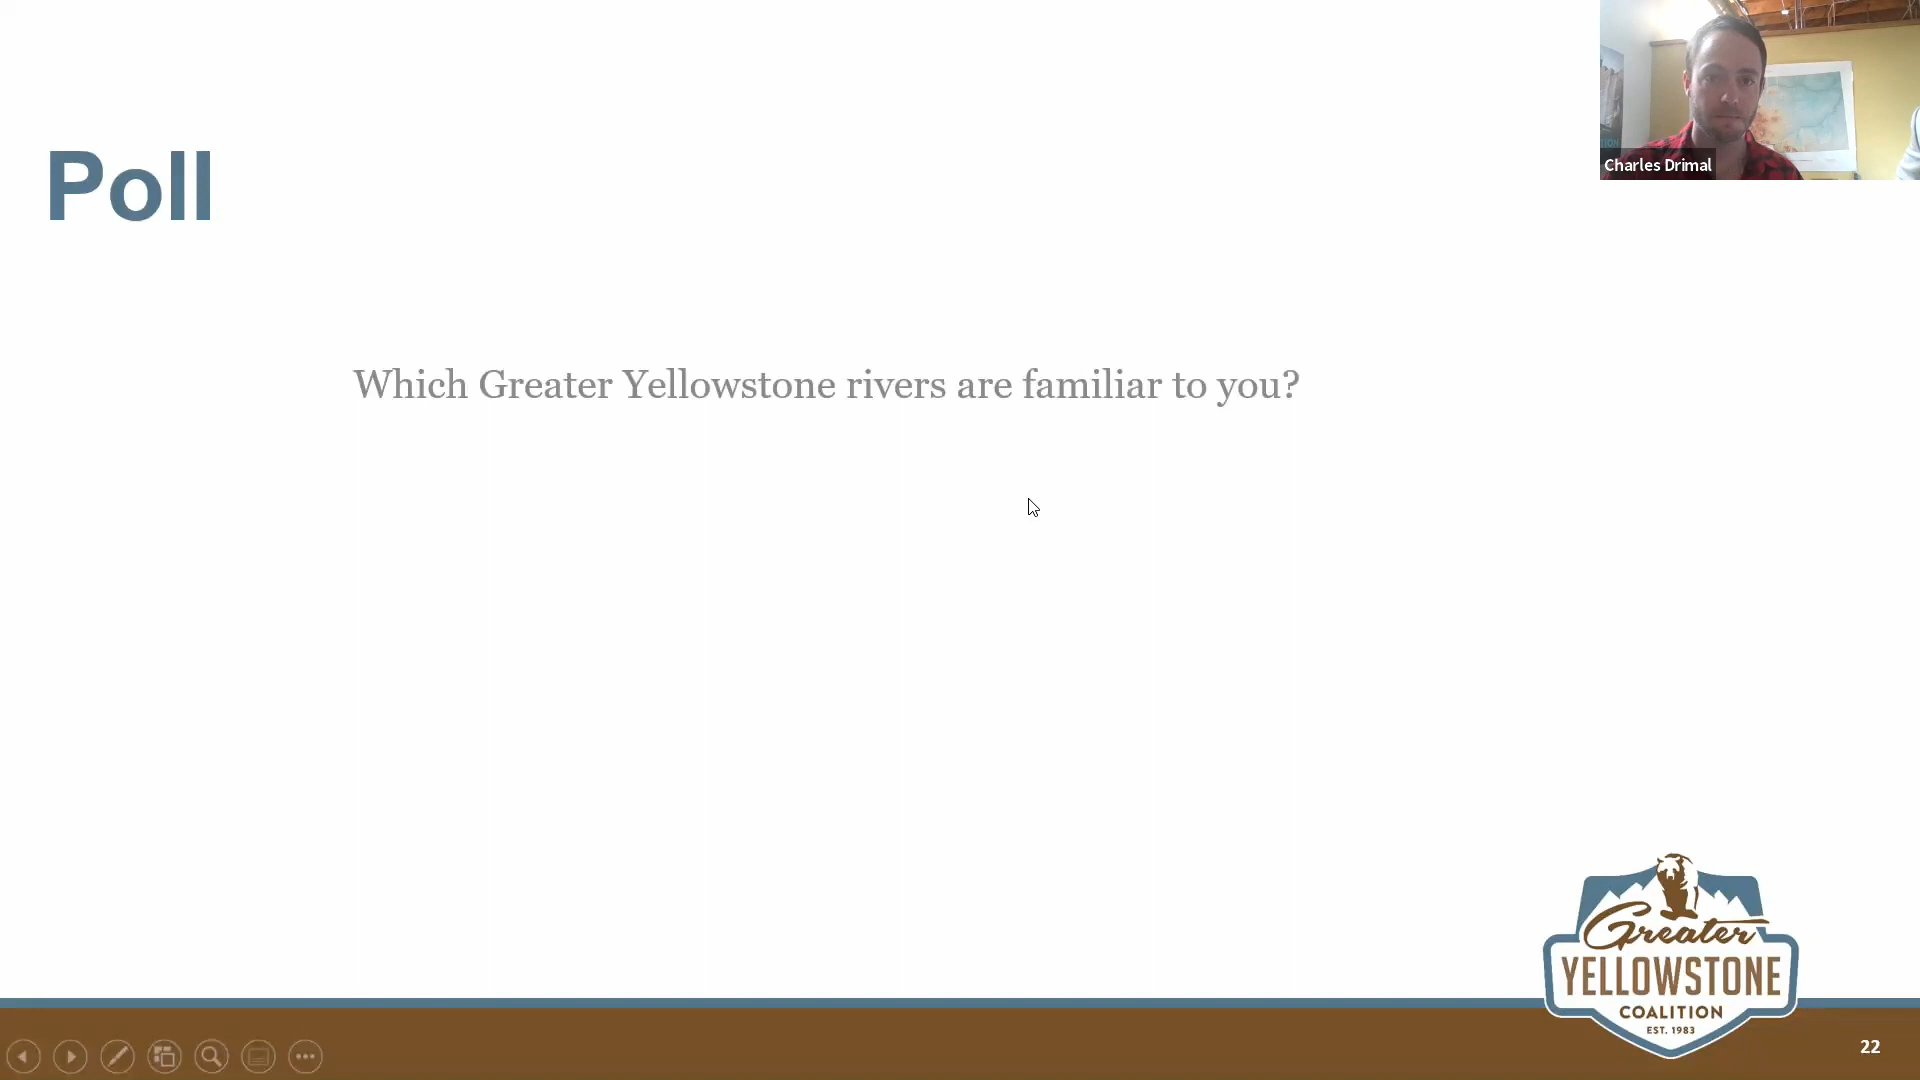 Charles Drimal
Poll
Which Greater Yellowstone rivers are familiar to you?
Greater
YELLOWSTONE
COALITION
EST. 1983
22